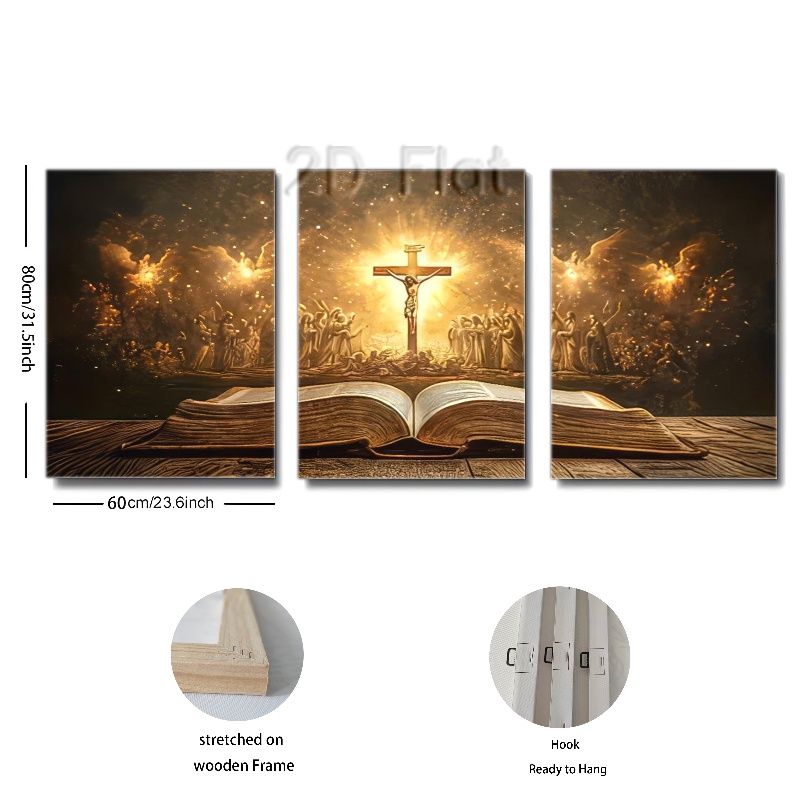 2D Flat
80cm/31.5inch
60cm/23.6inch
stretched on
wooden Frame
Hook
Ready to Hang